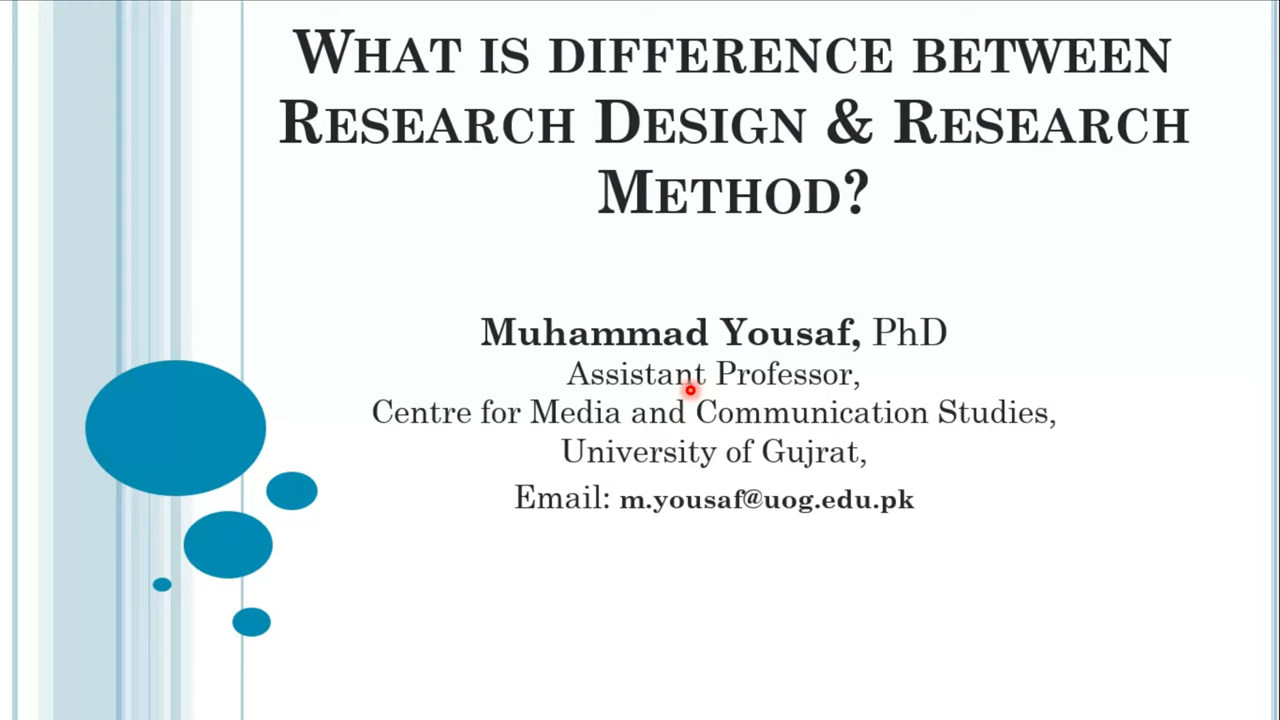 What is difference between
Research Design & Research
Method?
Muhammad Yousaf, PhD
Assistant Professor,
Centre for Media and Communication Studies,
University of Gujrat,
Email: m.yousaf@uog.edu.pk